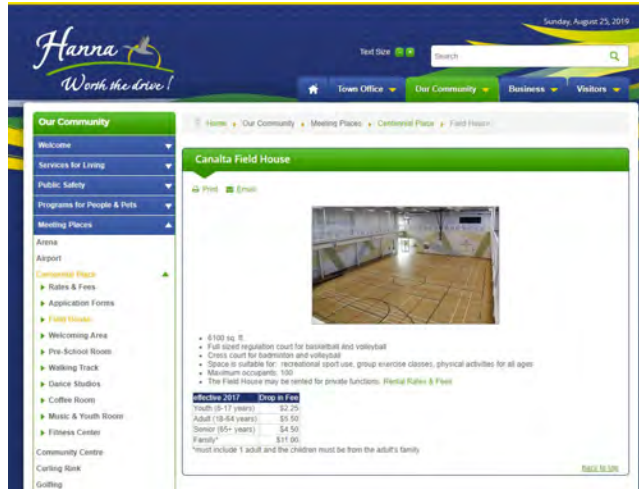 Sunday, August 25, 2019
Hanna
Worth the drive!
Text Size
Search
Town Office
Our Community
Business
Visitors
Our Community
Welcome
Services for Living
Public Safety
Programs for People & Pets
Meeting Places
Arena
Airport
Centennial Place
Rates & Fees
Application Forms
Field House
Welcoming Area
Pre-School Room
Walking Track
Dance Studios
Coffee Room
Music & Youth Room
Fitness Center
Community Centre
Curling Rink
Golfing
Home Our Community Meeting Places Centennial Place Field House
Canalta Field House
Print Email
6100 sq. ft.
Full sized regulation court for basketball and volleyball
Cross court for badminton and volleyball
Space is suitable for: recreational sport use, group exercise classes, physical activities for all ages
Maximum occupants: 100
The Field House may be rented for private functions. Rental Rates & Fees
effective 2017 Drop in Fee
Youth (6-17 years) $2.25
Adult (18-64 years) $5.50
Senior (65+ years) $4.50
Family* $11.00
*must include 1 adult and the children must be from the adult's family
Back to top